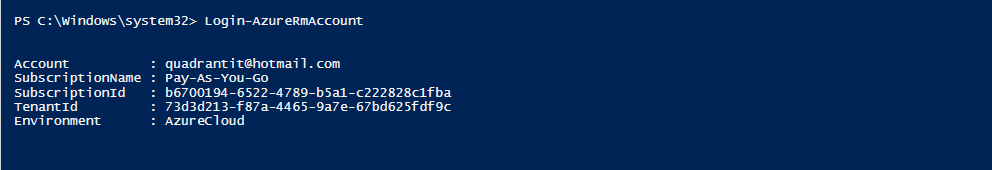 PS C:\Windows\system32> Login-AzureRmAccount
Account          : quadrantit@hotmail.com
SubscriptionName : Pay-As-You-Go
SubscriptionId   : b6700194-6522-4789-b5a1-c222828c1fba
TenantId         : 73d3d213-f87a-4465-9a7e-67bd625fdf9c
Environment      : AzureCloud